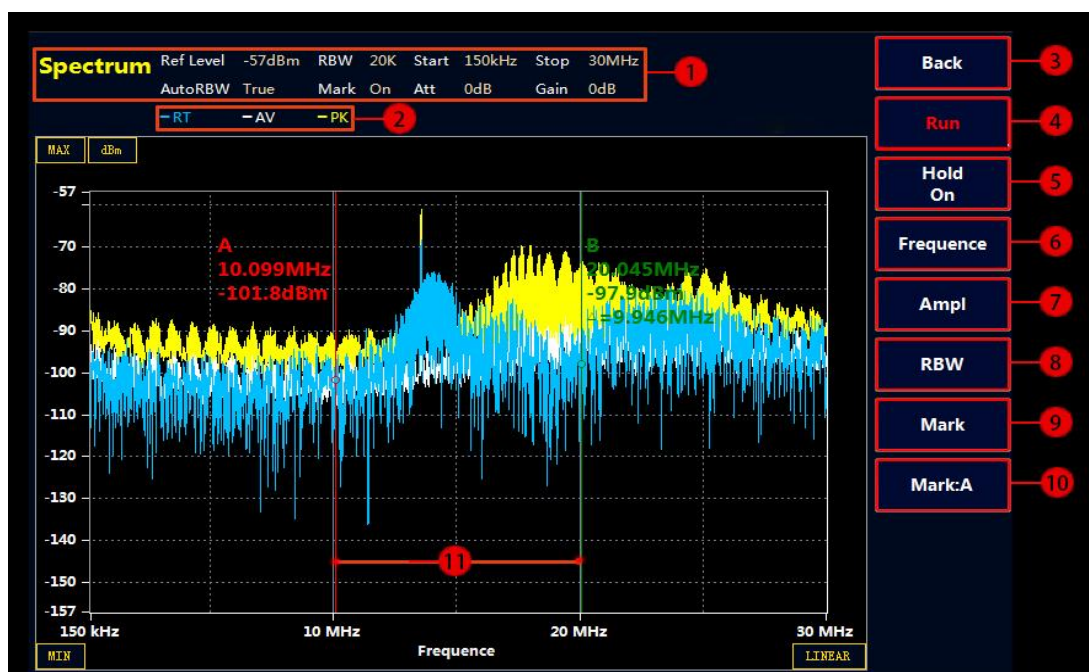 Spectrum Ref Level -57dBm RBW 20K Start 150kHz Stop 30MHz
AutoRBW True Mark On Att 0dB Gain 0dB
1
RT AV PK
2
MAX dBm
-57
-70
-80
-90
-100
-110
-120
-130
-140
-150
-157
A
10.099MHz
-101.8dBm
B
20.045MHz
-97.9dBm
=9.946MHz
11
150 kHz 10 MHz 20 MHz 30 MHz
Frequence
MIN LINEAR
Back 3
Run 4
Hold
On 5
Frequence 6
Ampl 7
RBW 8
Mark 9
Mark:A 10